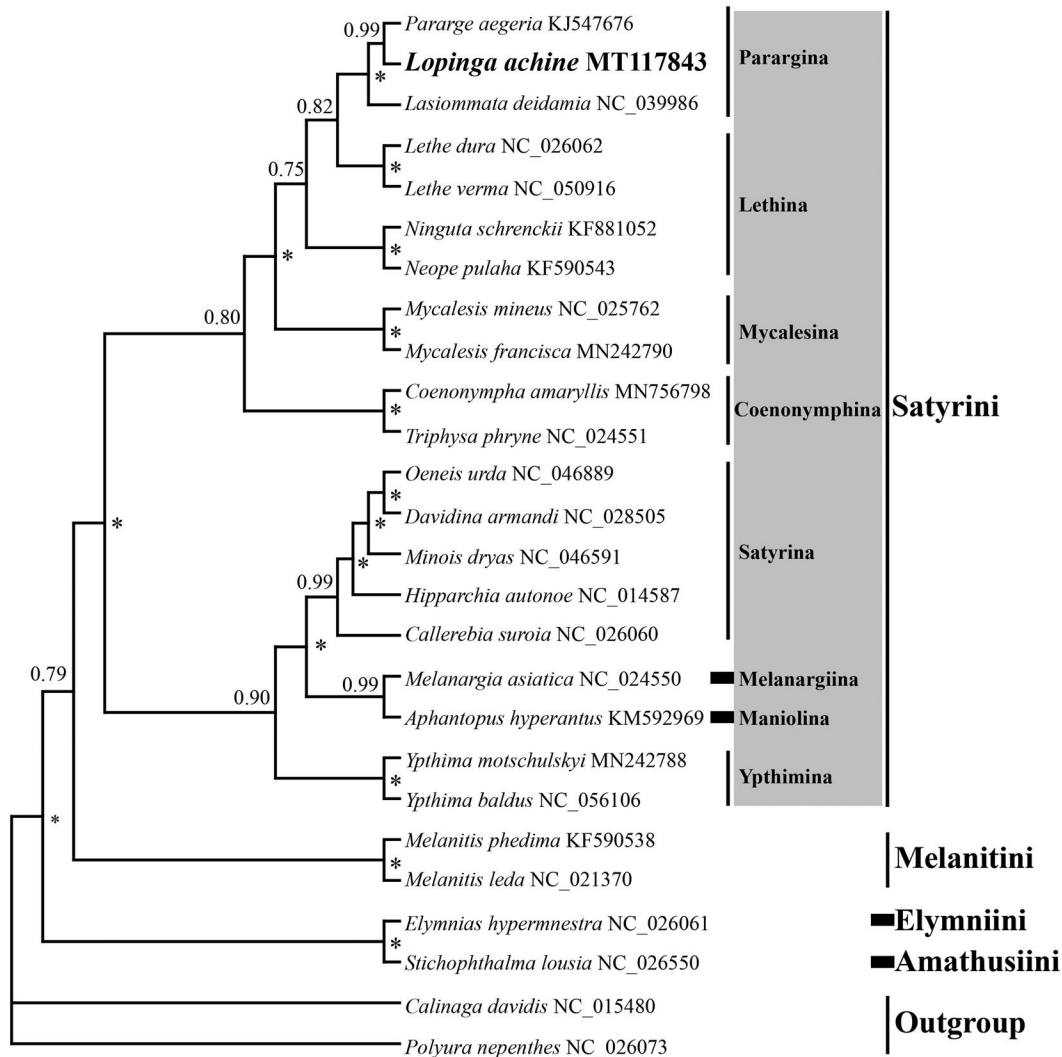 0.99
Pararge aegeria KJ547676
Lopinga achine MT117843
*
Parargina
Lasiommata deidamia NC_039986
0.82
Lethe dura NC_026062
*
Lethe verma NC_050916
0.75
Lethina
Ninguta schrenckii KF881052
*
Neope pulaha KF590543
*
Mycalesis mineus NC_025762
0.80
*
Mycalesina
Mycalesis francisca MN242790
Coenonympha amaryllis MN756798
*
Coenonymphina
Satyrini
Triphysa phryne NC_024551
Oeneis urda NC_046889
*
Davidina armandi NC_028505
*
*
Minois dryas NC_046591
*
Satyrina
0.99
Hipparchia autonoe NC_014587
Callerebia suroia NC_026060
*
0.79
0.99
Melanargia asiatica NC_024550
Melanargiina
0.90
Aphantopus hyperantus KM592969
Maniolina
Ypthima motschulskyi MN242788
*
Ypthimina
Ypthima baldus NC_056106
*
Melanitis phedima KF590538
*
Melanitini
Melanitis leda NC_021370
Elymnias hypermnestra NC_026061
Elymniini
*
Stichophthalma lousia NC_026550
Amathusiini
Calinaga davidis NC_015480
Outgroup
Polyura nepenthes NC_026073